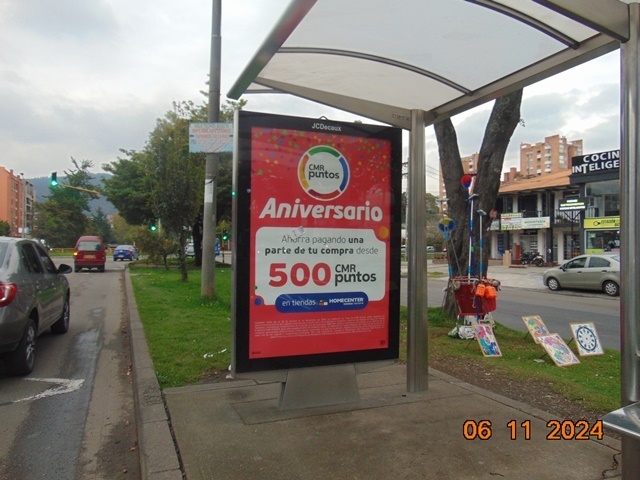 JCDecaux
CMR
puntos
Aniversario
Ahorra pagando una
parte de tu compra desde
500 CMR
puntos
en tiendas HOMECENTER
COCIN
INTELIGE
06 11 2024